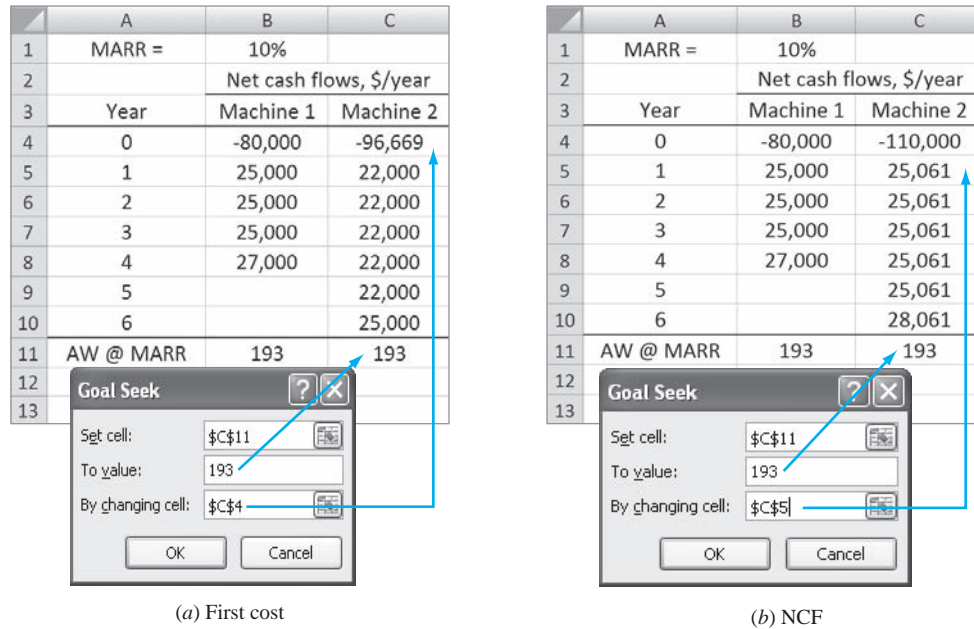 A B C
1 MARR = 10%
2 Net cash flows, $/year
3 Year Machine 1 Machine 2
4 0 -80,000 -96,669
5 1 25,000 22,000
6 2 25,000 22,000
7 3 25,000 22,000
8 4 27,000 22,000
9 5 22,000
10 6 25,000
11 AW @ MARR 193 193
12
13
Goal Seek
Set cell: $C$11
To value: 193
By changing cell: $C$4
OK Cancel
(a) First cost
A B C
1 MARR = 10%
2 Net cash flows, $/year
3 Year Machine 1 Machine 2
4 0 -80,000 -110,000
5 1 25,000 25,061
6 2 25,000 25,061
7 3 25,000 25,061
8 4 27,000 25,061
9 5 25,061
10 6 28,061
11 AW @ MARR 193 193
12
13
Goal Seek
Set cell: $C$11
To value: 193
By changing cell: $C$5
OK Cancel
(b) NCF